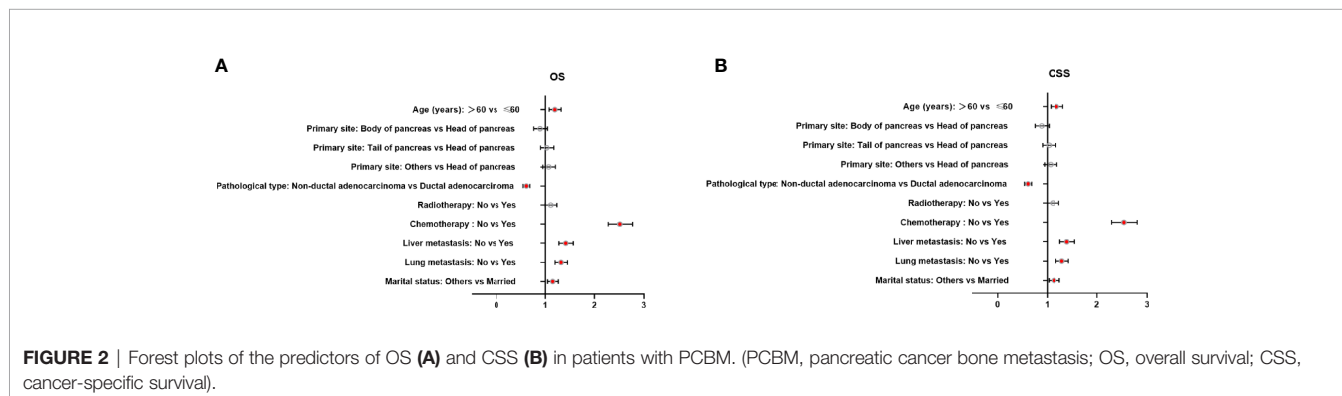 A
OS
Age (years): >60 vs ≤60
Primary site: Body of pancreas vs Head of pancreas
Primary site: Tail of pancreas vs Head of pancreas
Primary site: Others vs Head of pancreas
Pathological type: Non-ductal adenocarcinoma vs Ductal adenocarcinoma
Radiotherapy: No vs Yes
Chemotherapy : No vs Yes
Liver metastasis: No vs Yes
Lung metastasis: No vs Yes
Marital status: Others vs Married
0 1 2 3
B
CSS
Age (years): >60 vs ≤60
Primary site: Body of pancreas vs Head of pancreas
Primary site: Tail of pancreas vs Head of pancreas
Primary site: Others vs Head of pancreas
Pathological type: Non-ductal adenocarcinoma vs Ductal adenocarcinoma
Radiotherapy: No vs Yes
Chemotherapy: No vs Yes
Liver metastasis: No vs Yes
Lung metastasis: No vs Yes
Marital status: Others vs Married
0 1 2 3
FIGURE 2 | Forest plots of the predictors of OS (A) and CSS (B) in patients with PCBM. (PCBM, pancreatic cancer bone metastasis; OS, overall survival; CSS,
cancer-specific survival).